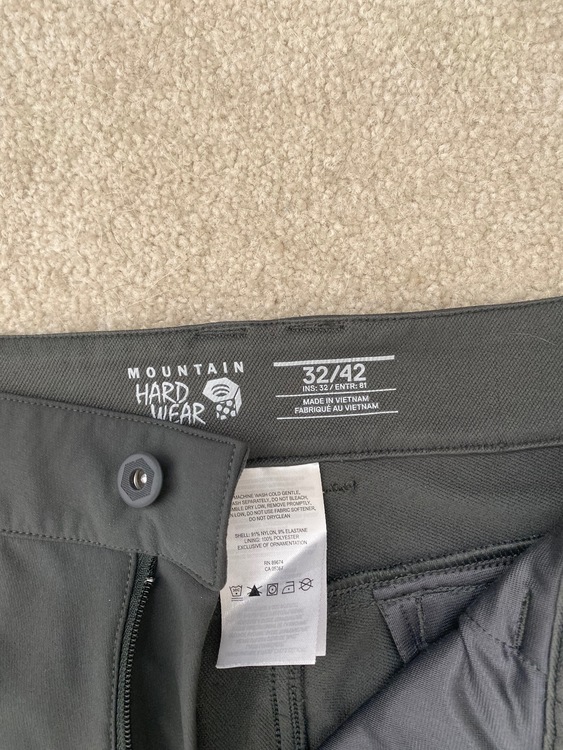 MOUNTAIN
HARD
WEAR
32/42
INS: 32 / ENTR: 81
MADE IN VIETNAM
FABRIQUÉ AU VIETNAM
MACHINE WASH COLD GENTLE,
WASH SEPARATELY, DO NOT BLEACH,
TUMBLE DRY LOW, REMOVE PROMPTLY,
DO NOT USE FABRIC SOFTENER,
DO NOT DRYCLEAN
SHELL: 91% NYLON, 9% ELASTANE
LINING: 100% POLYESTER
EXCLUSIVE OF ORNAMENTATION
RN 89674
CA